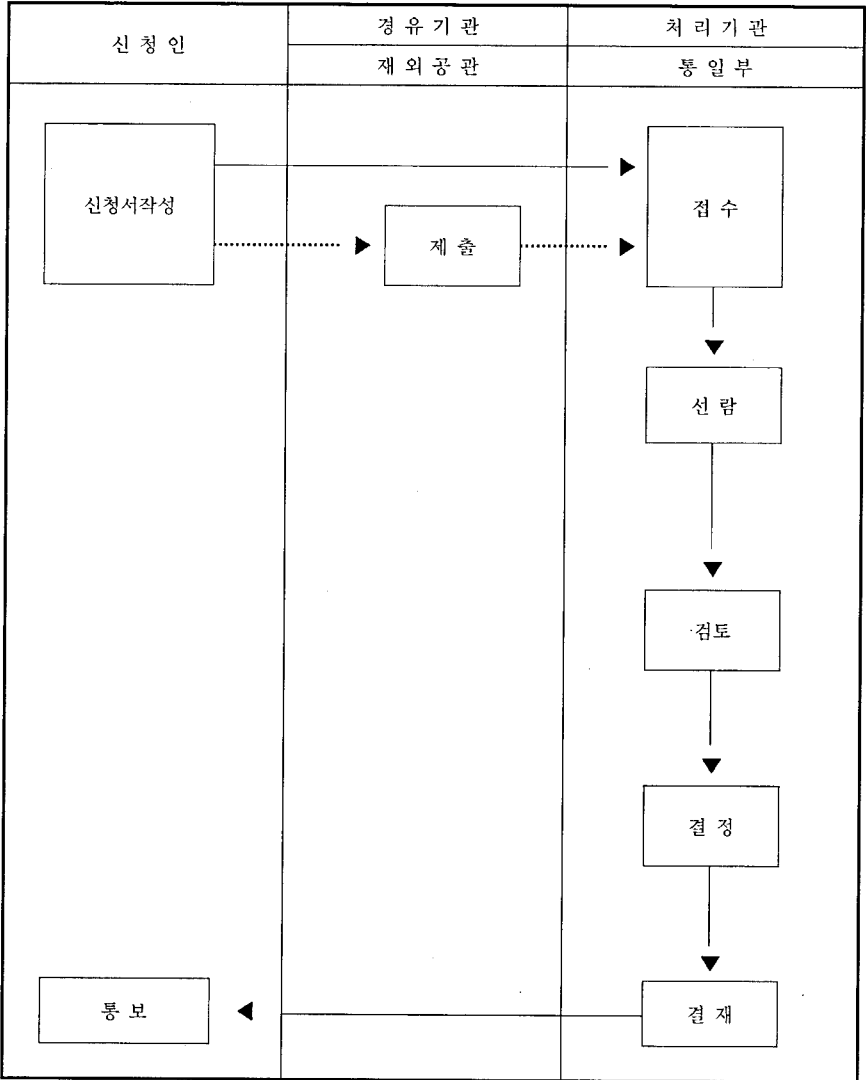 신 청 인
경 유 기 관
처 리 기 관
재 외 공 관
통 일 부
신청서작성
접 수
제 출
선 람
검토
결 정
통 보
결 재